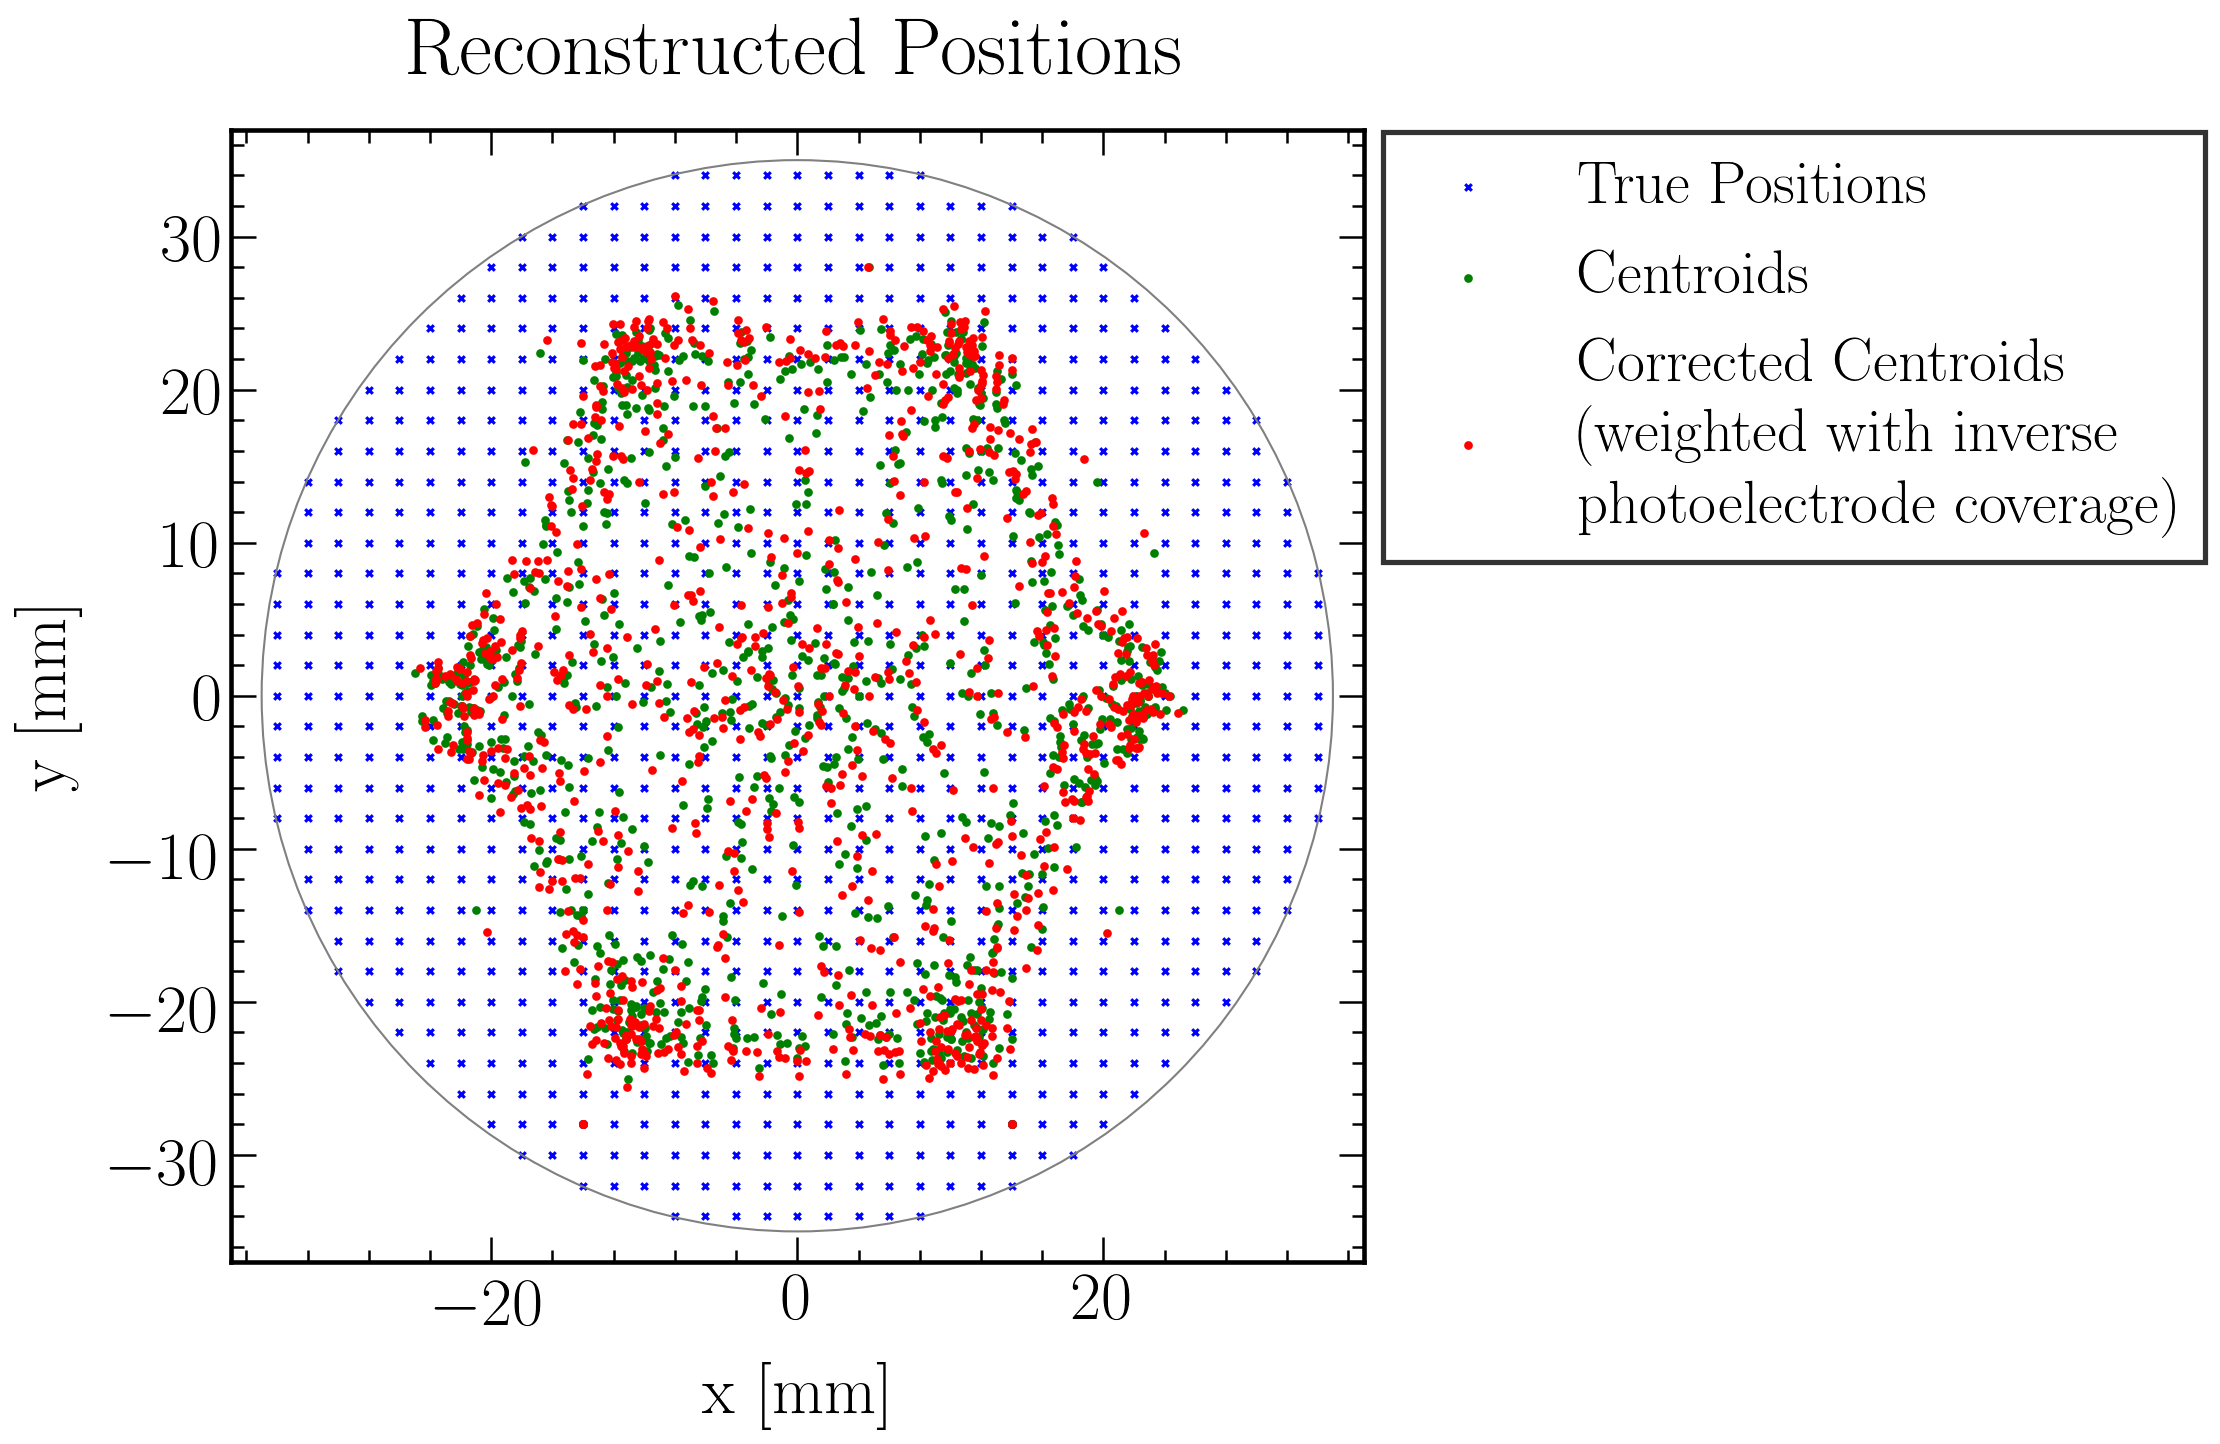 Reconstructed Positions
True Positions
Centroids
Corrected Centroids
(weighted with inverse
photoelectrode coverage)
30
20
10
0
−10
−20
−30
y [mm]
−20 0 20
x [mm]